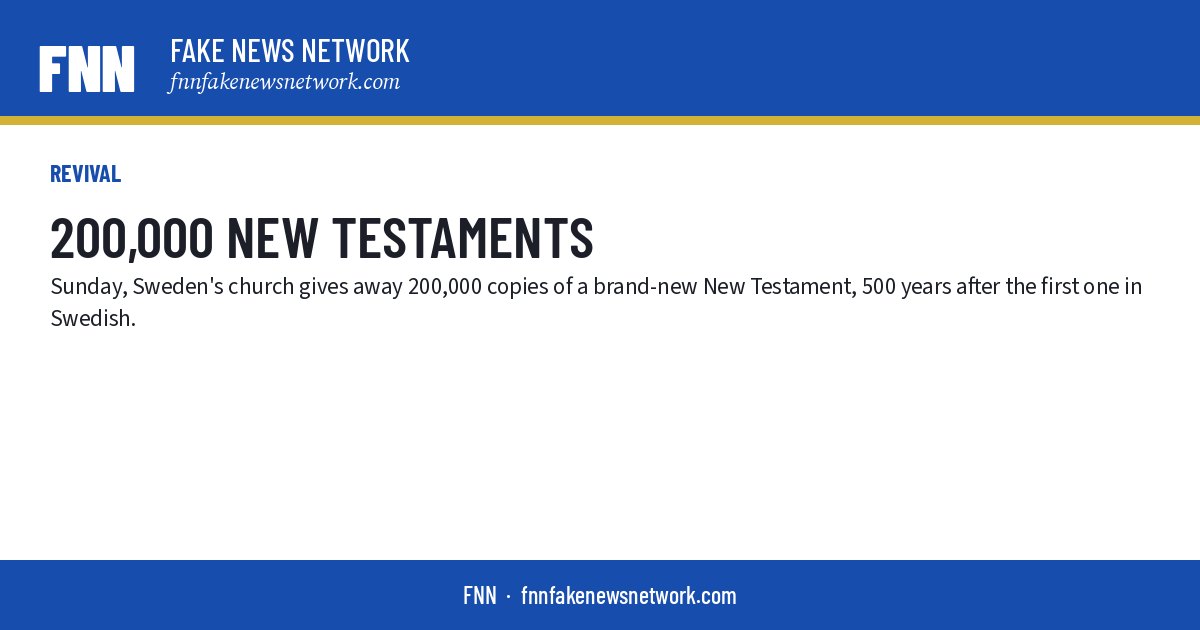 FNN
FAKE NEWS NETWORK
fnnfakenewsnetwork.com
REVIVAL
200,000 NEW TESTAMENTS
Sunday, Sweden's church gives away 200,000 copies of a brand-new New Testament, 500 years after the first one in
Swedish.
FNN · fnnfakenewsnetwork.com